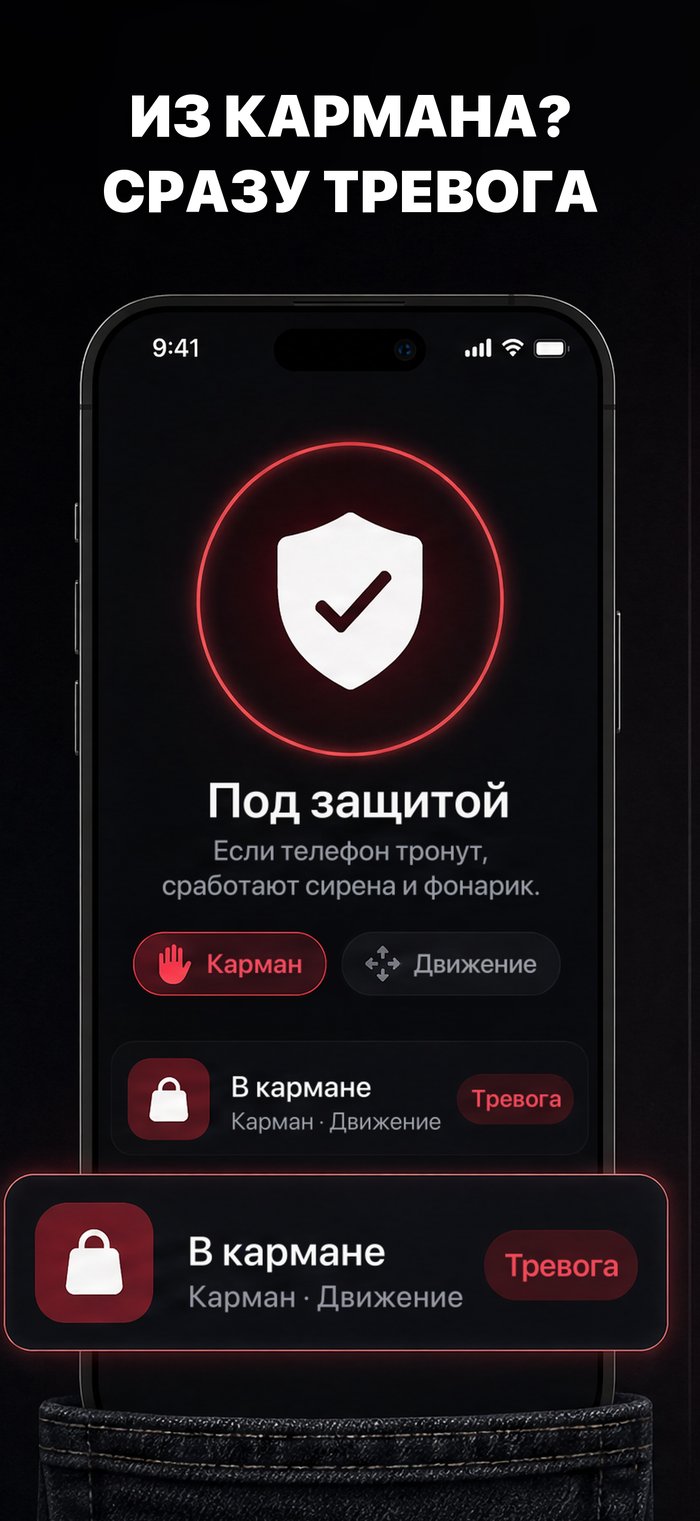 ИЗ КАРМАНА?
СРАЗУ ТРЕВОГА
9:41
Под защитой
Если телефон тронут,
сработают сирена и фонарик.
Карман Движение
В кармане
Карман · Движение
Тревога
В кармане
Карман · Движение
Тревога